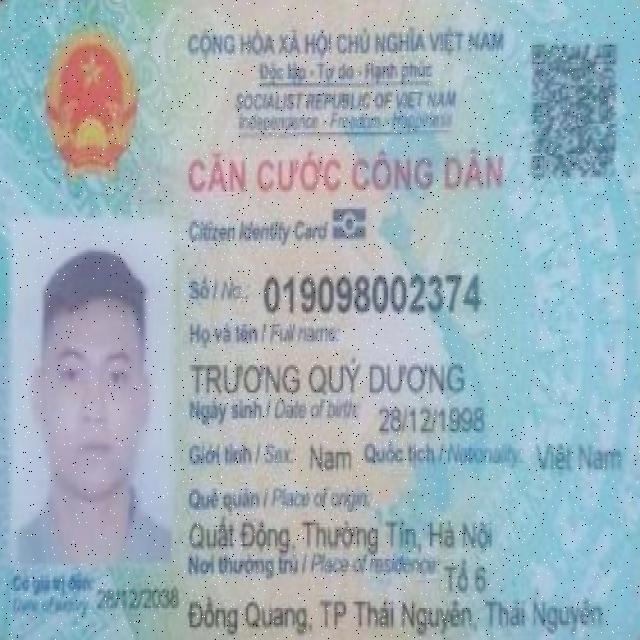 CỘNG HÒA XÃ HỘI CHỦ NGHĨA VIỆT NAM
Độc lập - Tự do - Hạnh phúc
SOCIALIST REPUBLIC OF VIET NAM
Independence - Freedom - Happiness
CĂN CƯỚC CÔNG DÂN
Citizen Identity Card
Số / No.: 019098002374
Họ và tên / Full name:
TRƯƠNG QUÝ DƯƠNG
Ngày sinh / Date of birth: 28/12/1998
Giới tính / Sex: Nam Quốc tịch / Nationality: Việt Nam
Quê quán / Place of origin:
Quất Động, Thường Tín, Hà Nội
Nơi thường trú / Place of residence: Tổ 6
Đồng Quang, TP Thái Nguyên, Thái Nguyên
Có giá trị đến: 28/12/2038
Date of expiry